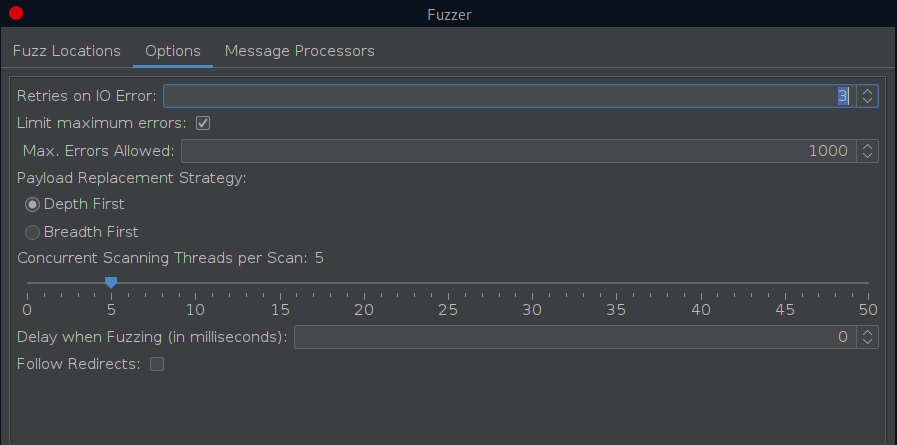 Fuzzer
Fuzz Locations Options Message Processors
Retries on IO Error: 3
Limit maximum errors:
Max. Errors Allowed: 1000
Payload Replacement Strategy:
Depth First
Breadth First
Concurrent Scanning Threads per Scan: 5
0 5 10 15 20 25 30 35 40 45 50
Delay when Fuzzing (in milliseconds): 0
Follow Redirects: